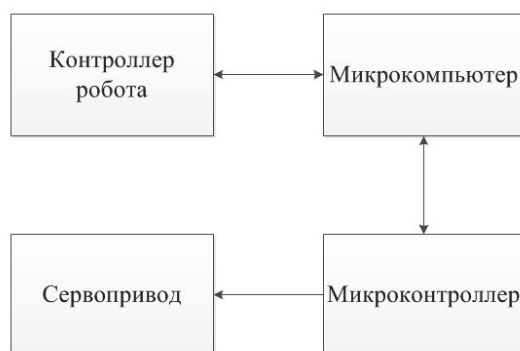 Контроллер
робота
Микрокомпьютер
Сервопривод
Микроконтроллер